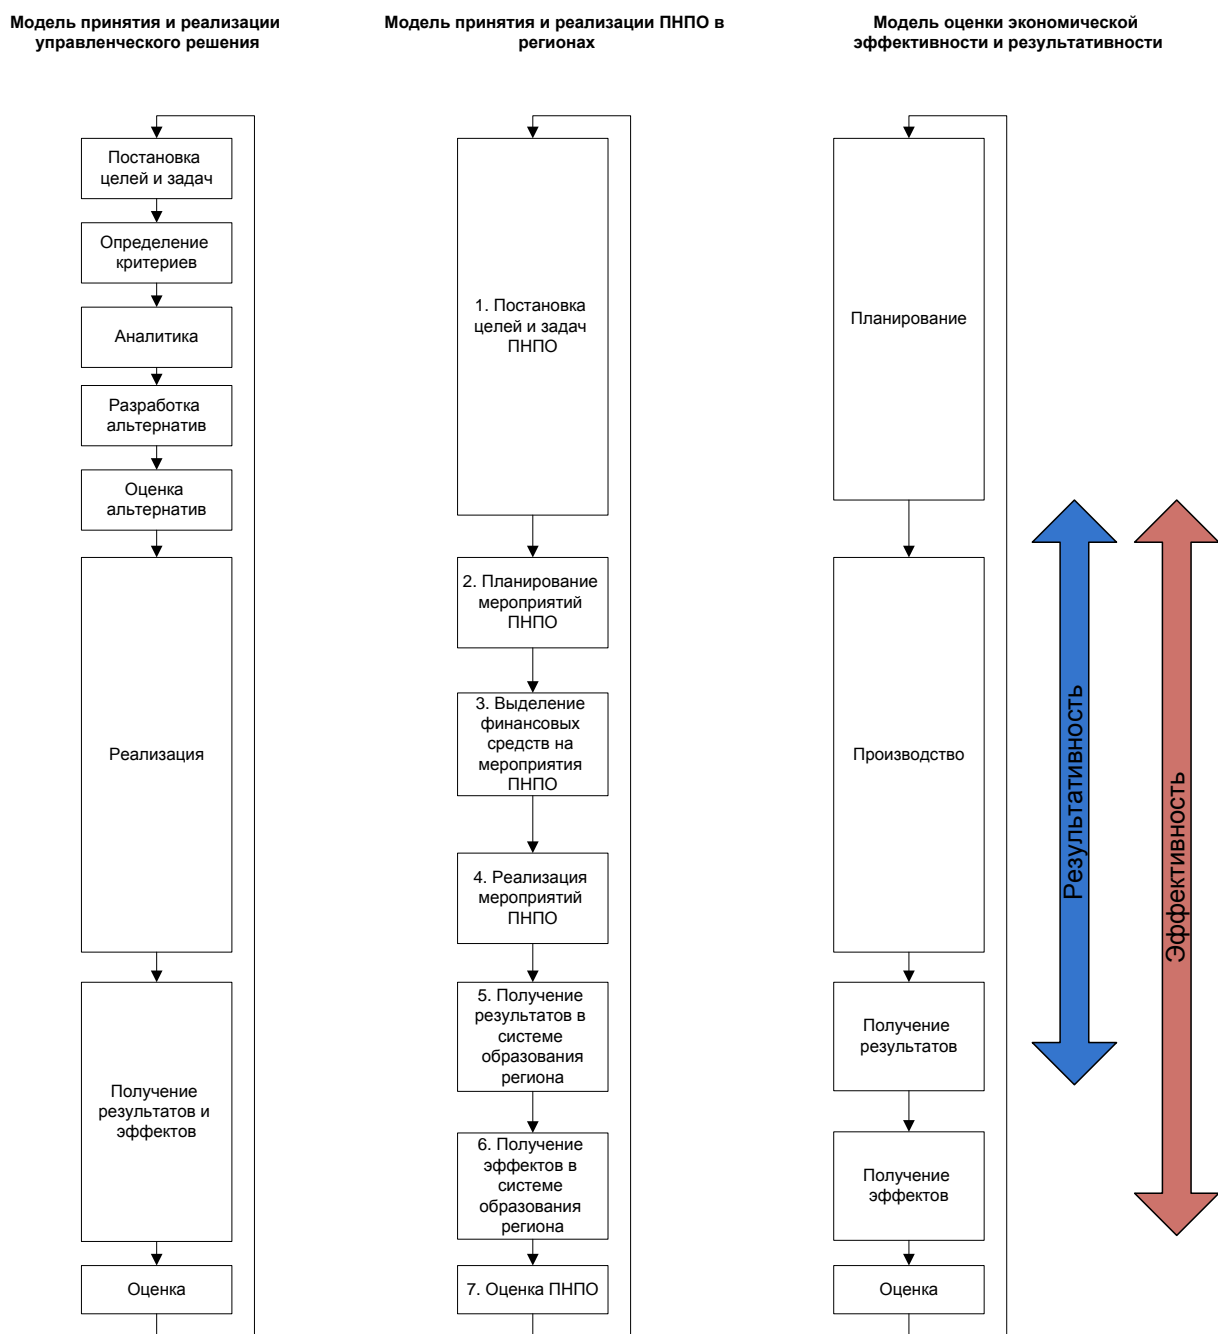 Модель принятия и реализации
управленческого решения
Модель принятия и реализации ПНПО в
регионах
Модель оценки экономической
эффективности и результативности
Постановка
целей и задач
Определение
критериев
Аналитика
Разработка
альтернатив
Оценка
альтернатив
Реализация
Получение
результатов и
эффектов
Оценка
1. Постановка
целей и задач
ПНПО
2. Планирование
мероприятий
ПНПО
3. Выделение
финансовых
средств на
мероприятия
ПНПО
4. Реализация
мероприятий
ПНПО
5. Получение
результатов в
системе
образования
региона
6. Получение
эффектов в
системе
образования
региона
7. Оценка ПНПО
Планирование
Производство
Получение
результатов
Получение
эффектов
Оценка
Результативность
Эффективность